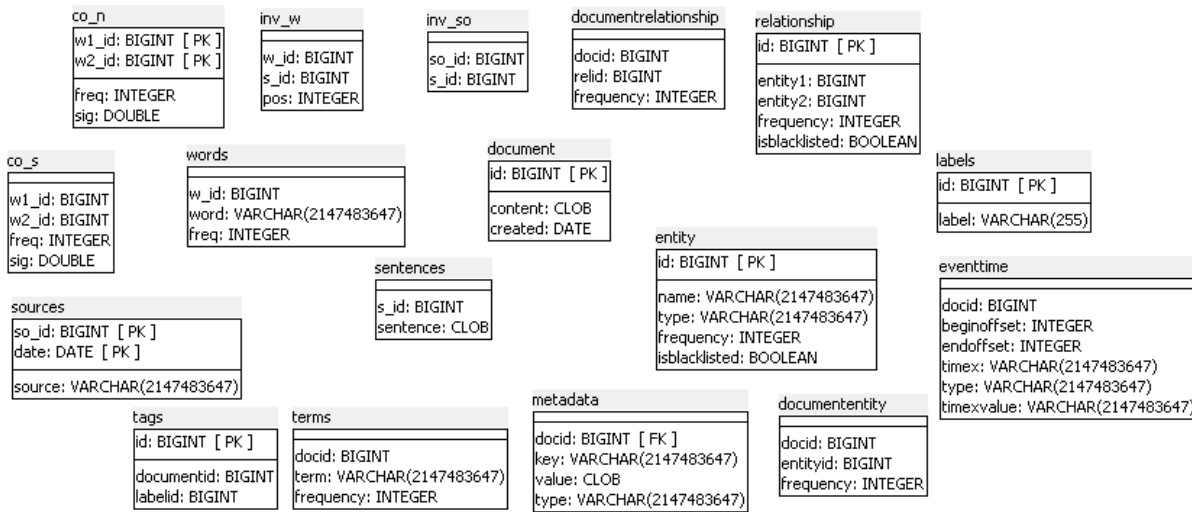 co_n
w1_id: BIGINT [ PK ]
w2_id: BIGINT [ PK ]
freq: INTEGER
sig: DOUBLE
inv_w
w_id: BIGINT
s_id: BIGINT
pos: INTEGER
inv_so
so_id: BIGINT
s_id: BIGINT
documentrelationship
docid: BIGINT
relid: BIGINT
frequency: INTEGER
relationship
id: BIGINT [ PK ]
entity1: BIGINT
entity2: BIGINT
frequency: INTEGER
isblacklisted: BOOLEAN
co_s
w1_id: BIGINT
w2_id: BIGINT
freq: INTEGER
sig: DOUBLE
words
w_id: BIGINT
word: VARCHAR(2147483647)
freq: INTEGER
document
id: BIGINT [ PK ]
content: CLOB
created: DATE
labels
id: BIGINT [ PK ]
label: VARCHAR(255)
entity
id: BIGINT [ PK ]
name: VARCHAR(2147483647)
type: VARCHAR(2147483647)
frequency: INTEGER
isblacklisted: BOOLEAN
sentences
s_id: BIGINT
sentence: CLOB
eventtime
docid: BIGINT
beginoffset: INTEGER
endoffset: INTEGER
timex: VARCHAR(2147483647)
type: VARCHAR(2147483647)
timexvalue: VARCHAR(2147483647)
sources
so_id: BIGINT [ PK ]
date: DATE [ PK ]
source: VARCHAR(2147483647)
tags
id: BIGINT [ PK ]
documentid: BIGINT
labelid: BIGINT
terms
docid: BIGINT
term: VARCHAR(2147483647)
frequency: INTEGER
metadata
docid: BIGINT [ FK ]
key: VARCHAR(2147483647)
value: CLOB
type: VARCHAR(2147483647)
documententity
docid: BIGINT
entityid: BIGINT
frequency: INTEGER